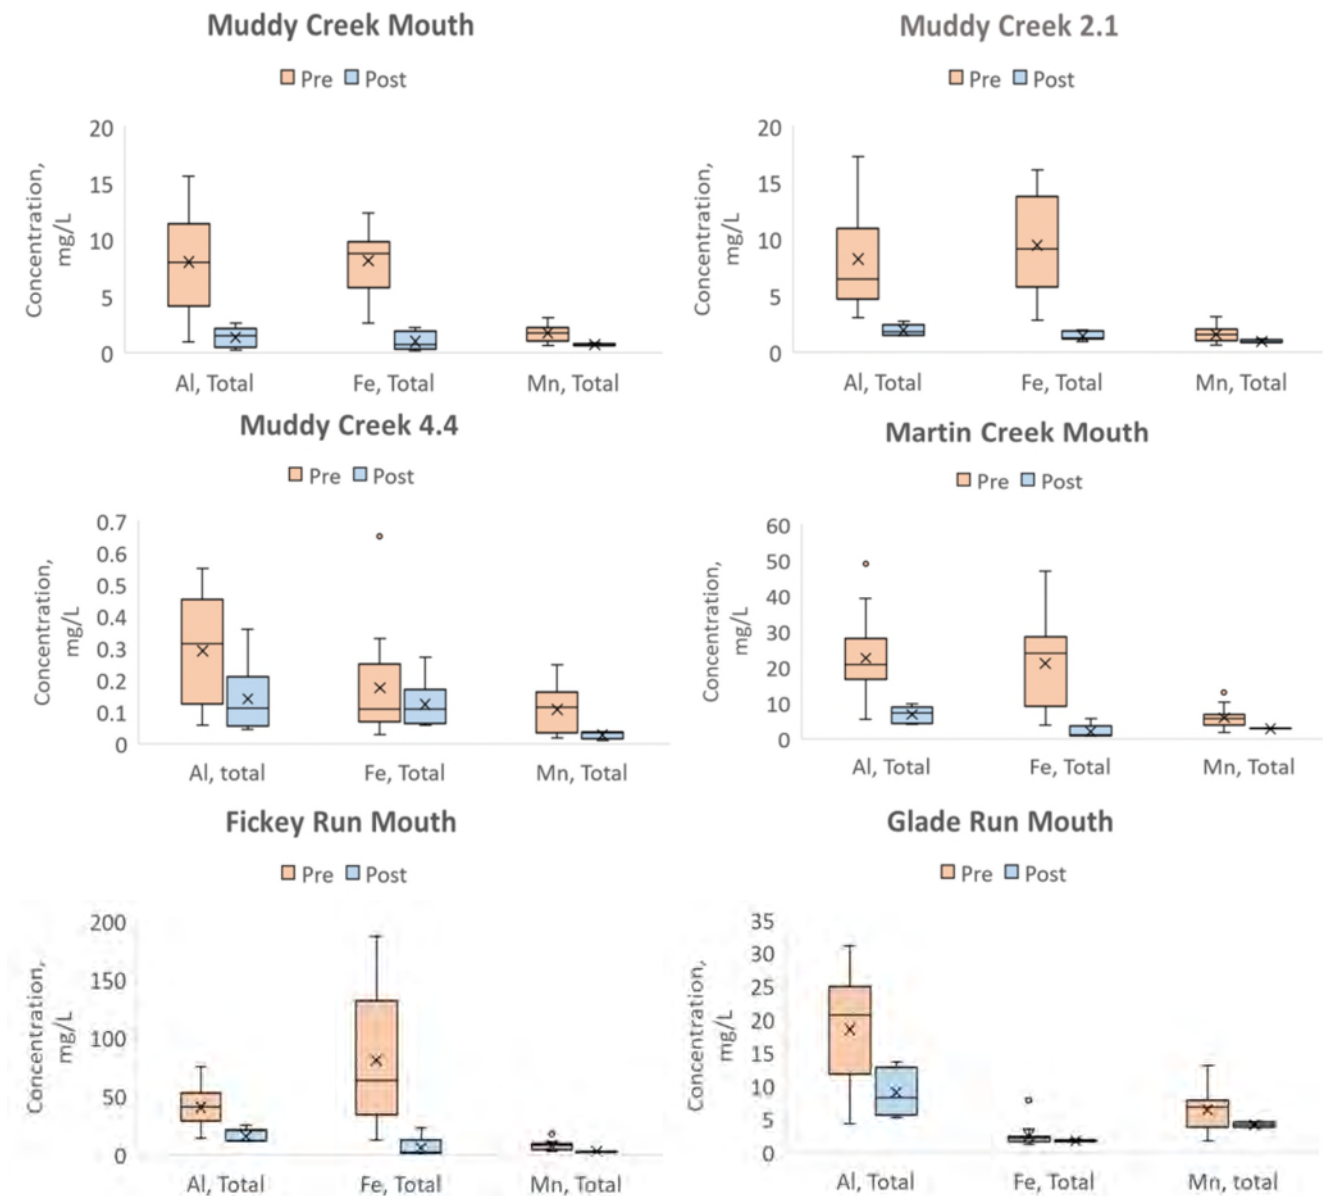 Muddy Creek Mouth
Pre Post
Concentration,
mg/L
20
15
10
5
0
Al, Total Fe, Total Mn, Total
Muddy Creek 2.1
Pre Post
Concentration,
mg/L
20
15
10
5
0
Al, Total Fe, Total Mn, Total
Muddy Creek 4.4
Pre Post
Concentration,
mg/L
0.7
0.6
0.5
0.4
0.3
0.2
0.1
0
Al, total Fe, Total Mn, Total
Martin Creek Mouth
Pre Post
Concentration,
mg/L
60
50
40
30
20
10
0
Al, Total Fe, Total Mn, Total
Fickey Run Mouth
Pre Post
Concentration,
mg/L
200
150
100
50
0
Al, Total Fe, Total Mn, Total
Glade Run Mouth
Pre Post
Concentration,
mg/L
35
30
25
20
15
10
5
0
Al, Total Fe, Total Mn, total